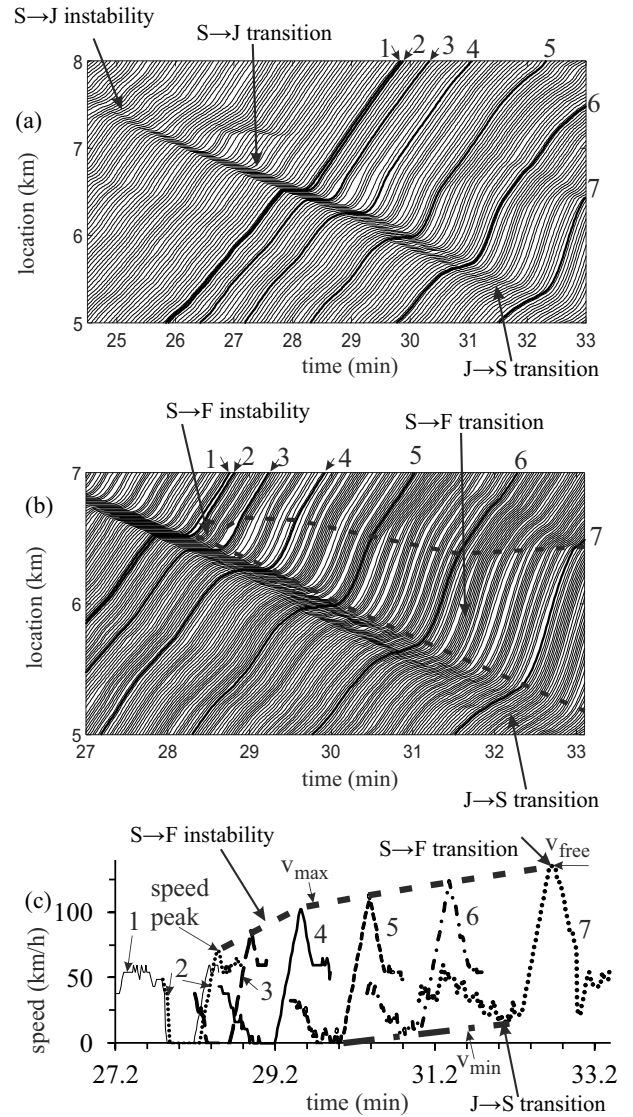 S→J instability
S→J transition
1 2 3 4 5
8
(a)
6
7
7
location (km)
6
5
25 26 27 28 29 30 31 32 33
time (min)
J→S transition
S→F instability
S→F transition
1 2 3 4 5 6
7
(b)
7
location (km)
6
5
27 28 29 30 31 32 33
time (min)
J→S transition
(c)
S→F instability
S→F transition
v_free
v_max
speed peak
100
1
2
3
4
5
6
7
50
speed (km/h)
0
v_min
27.2 29.2 31.2 33.2
time (min)
J→S transition